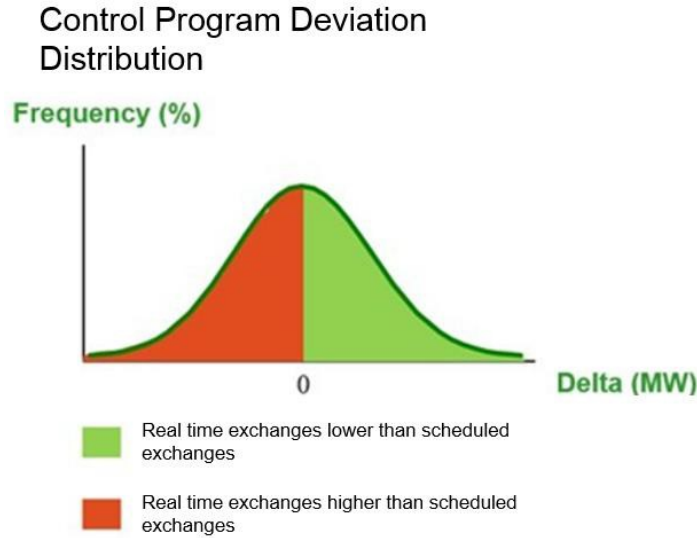 Control Program Deviation
Distribution
Frequency (%)
0
Delta (MW)
Real time exchanges lower than scheduled
exchanges
Real time exchanges higher than scheduled
exchanges